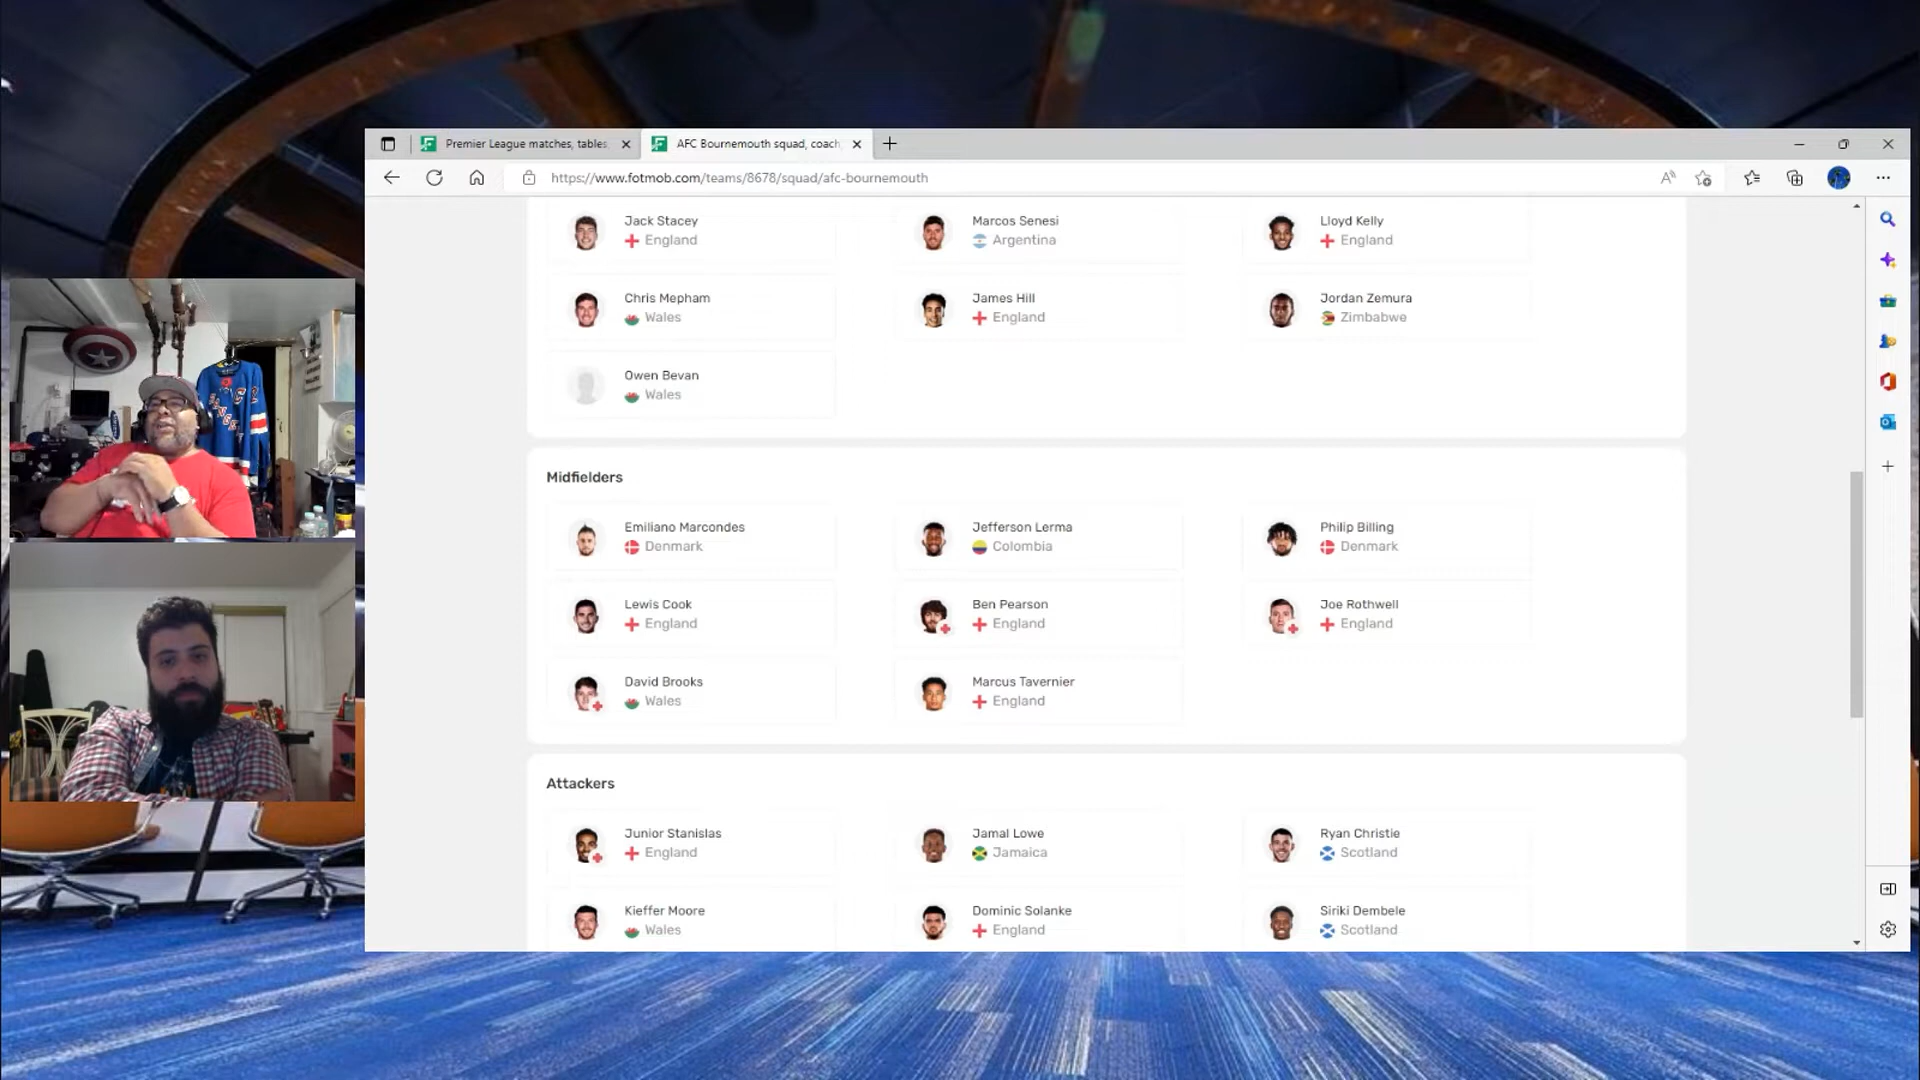 Premier League matches, tables
AFC Bournemouth squad, coach
https://www.fotmob.com/teams/8678/squad/afc-bournemouth
Jack Stacey
England
Marcos Senesi
Argentina
Lloyd Kelly
England
Chris Mepham
Wales
James Hill
England
Jordan Zemura
Zimbabwe
Owen Bevan
Wales
Midfielders
Emiliano Marcondes
Denmark
Jefferson Lerma
Colombia
Philip Billing
Denmark
Lewis Cook
England
Ben Pearson
England
Joe Rothwell
England
David Brooks
Wales
Marcus Tavernier
England
Attackers
Junior Stanislas
England
Jamal Lowe
Jamaica
Ryan Christie
Scotland
Kieffer Moore
Wales
Dominic Solanke
England
Siriki Dembele
Scotland